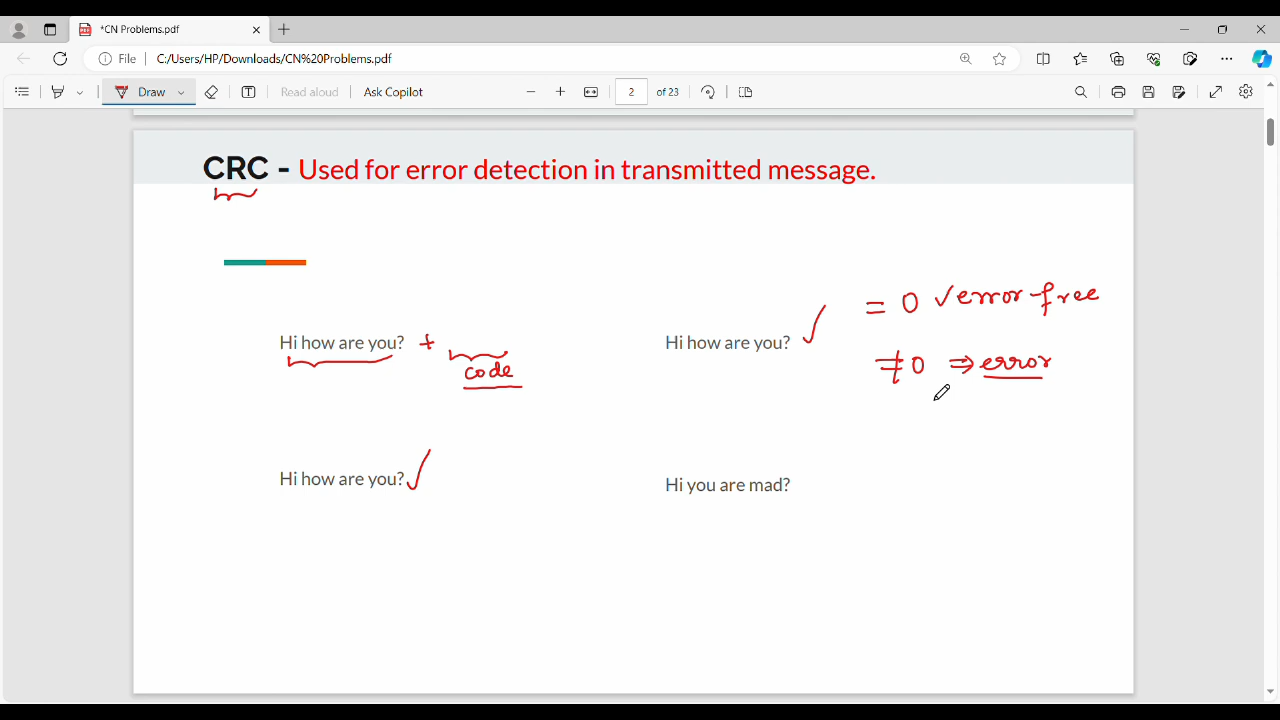 *CN Problems.pdf
File C:/Users/HP/Downloads/CN%20Problems.pdf
Draw Read aloud Ask Copilot 2 of 23
CRC - Used for error detection in transmitted message.
= 0 ✓ error-free
Hi how are you? + Hi how are you? ✓
code ≠0 ⇒ error
Hi how are you? ✓ Hi you are mad?